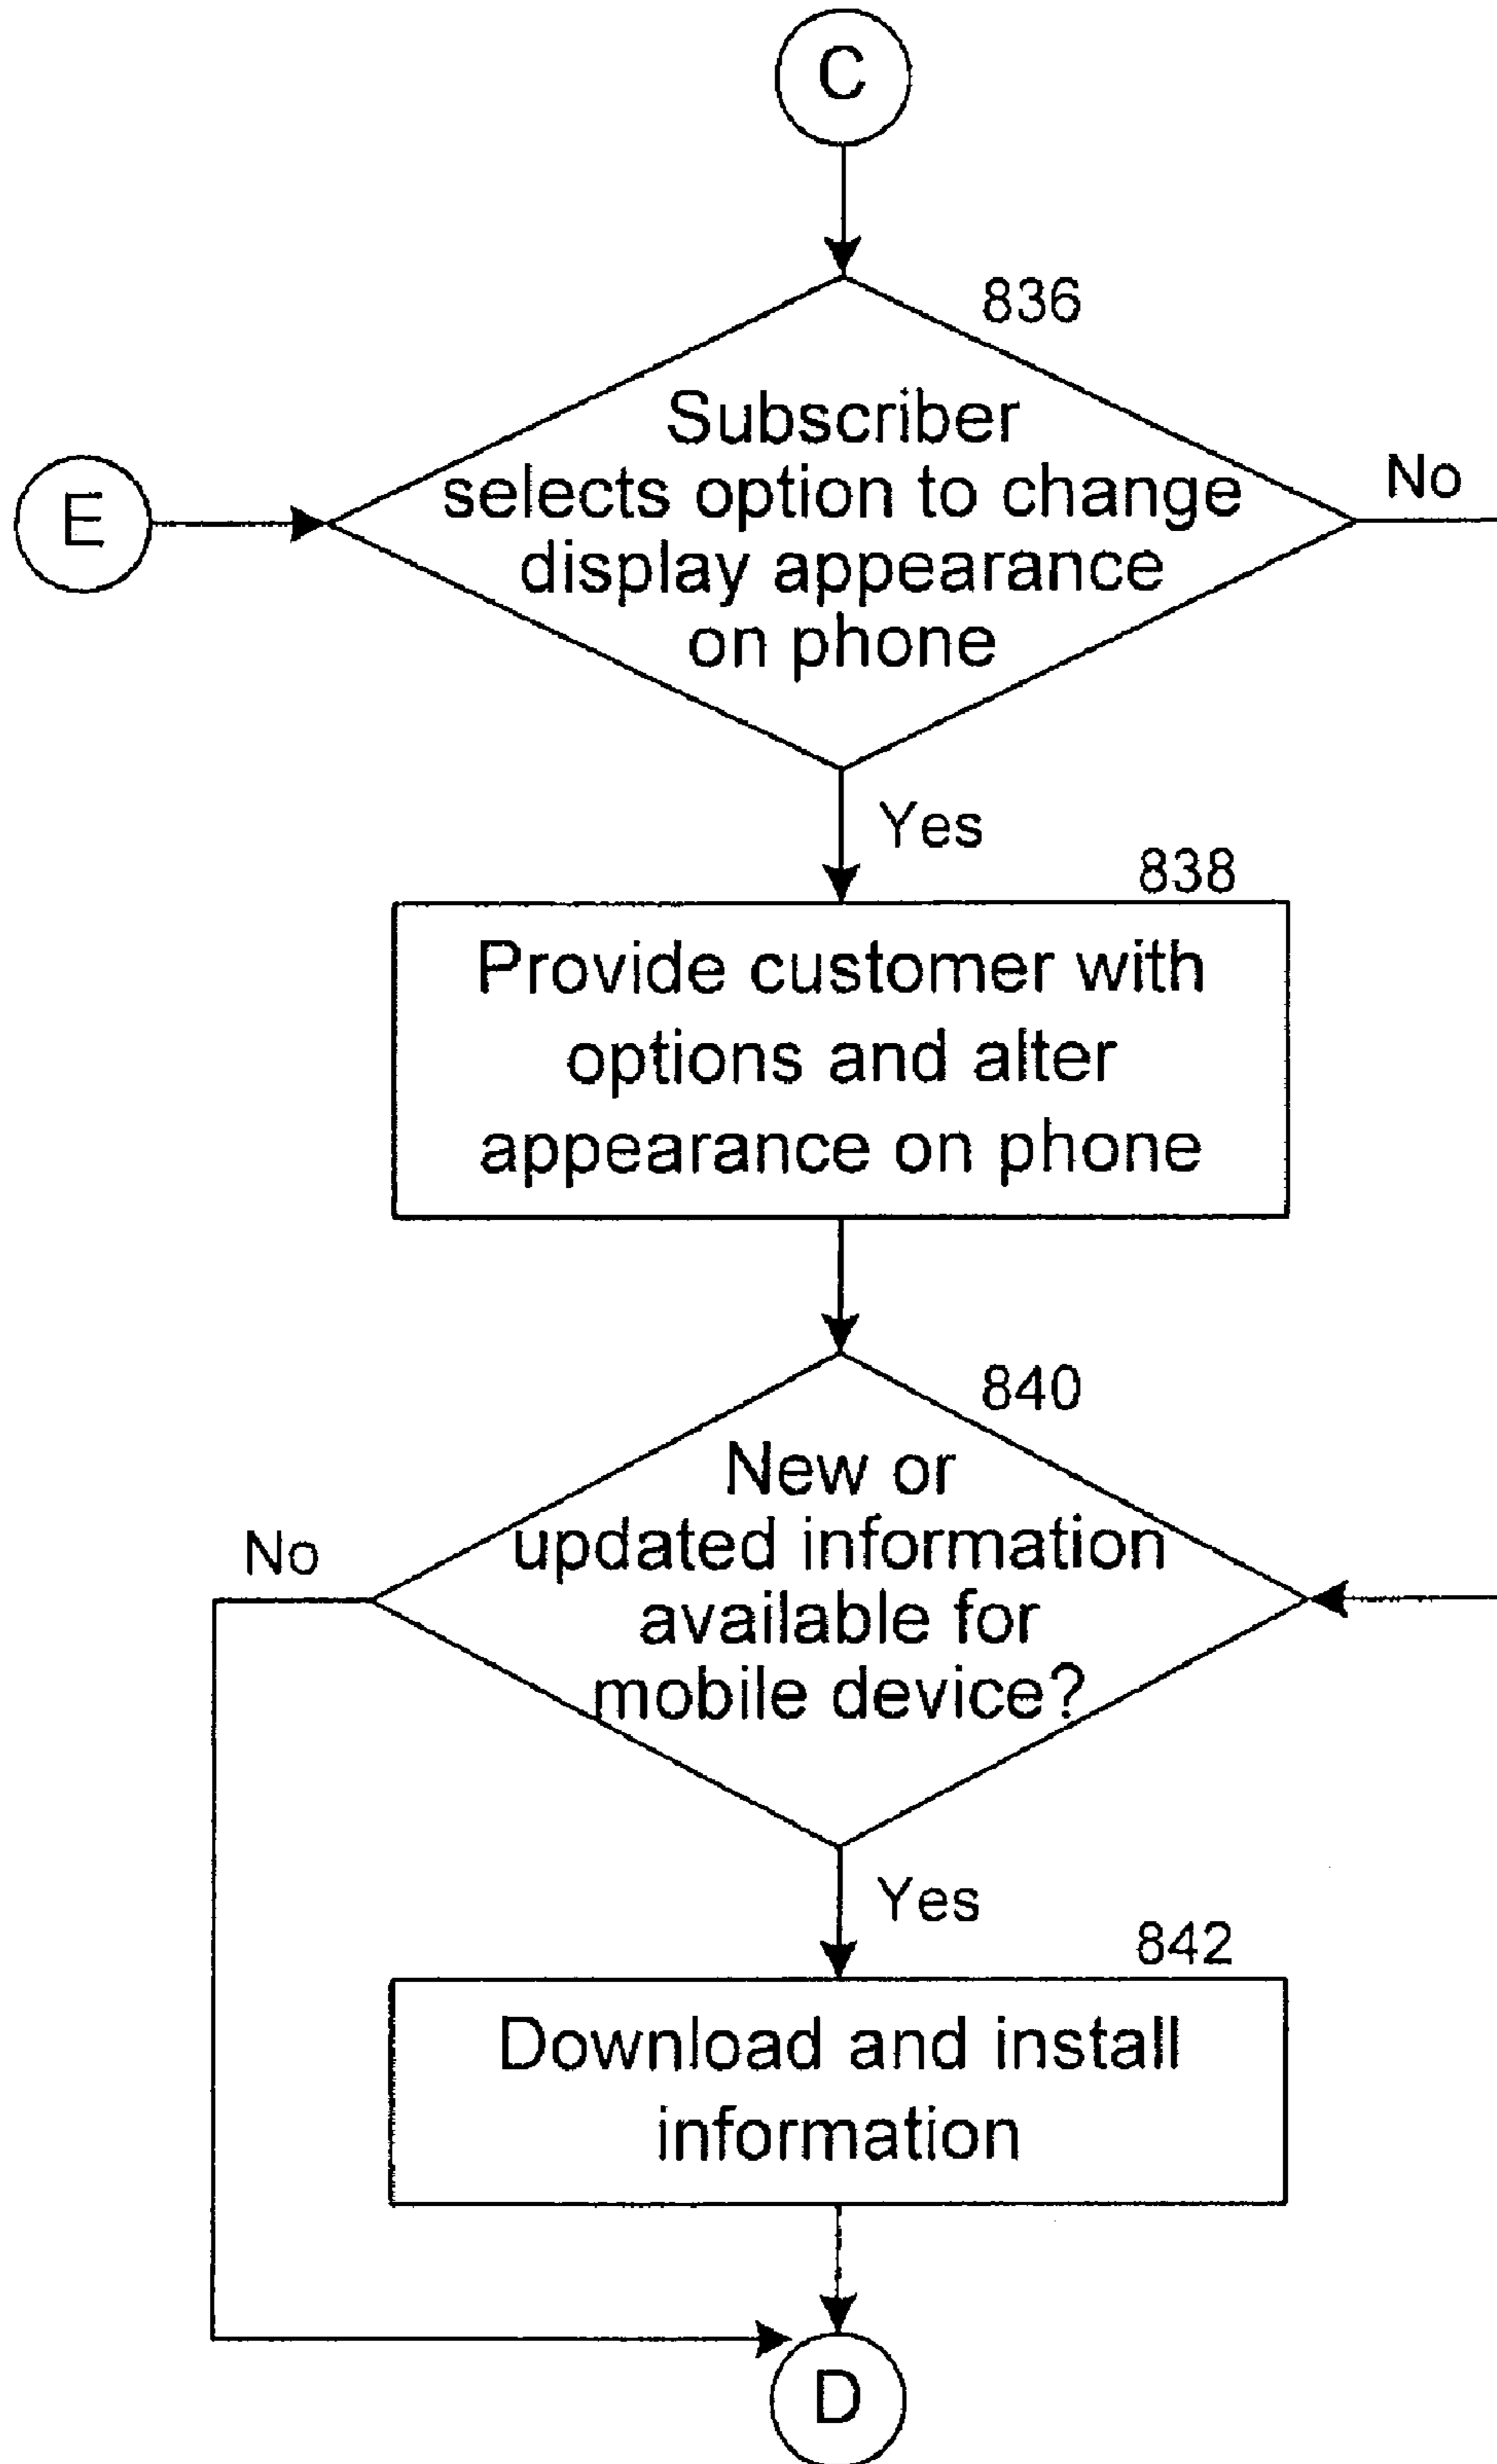 C
836
Subscriber
selects option to change
display appearance
on phone
E
No
Yes
838
Provide customer with
options and alter
appearance on phone
840
New or
updated information
available for
mobile device?
No
Yes
842
Download and install
information
D